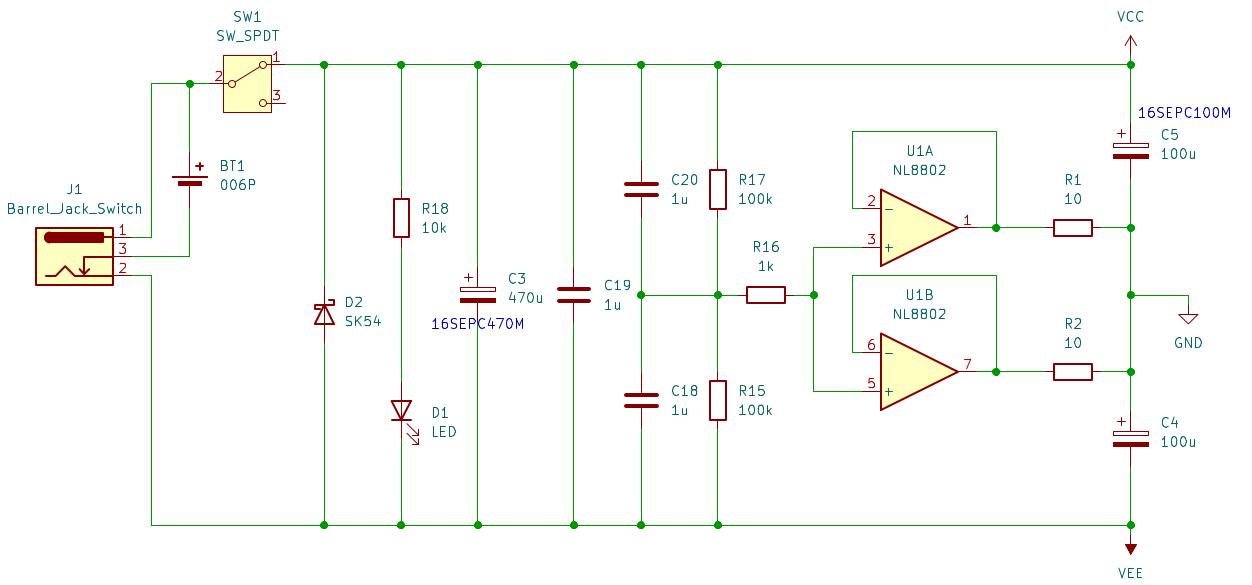 SW1
SW_SPDT
1
2
3
BT1
006P
J1
Barrel_Jack_Switch
1
3
2
D2
SK54
R18
10k
D1
LED
C3
470u
16SEPC470M
C19
1u
C20
1u
C18
1u
R17
100k
R15
100k
R16
1k
U1A
NL8802
2
3
1
U1B
NL8802
6
5
7
R1
10
R2
10
VCC
16SEPC100M
C5
100u
GND
C4
100u
VEE